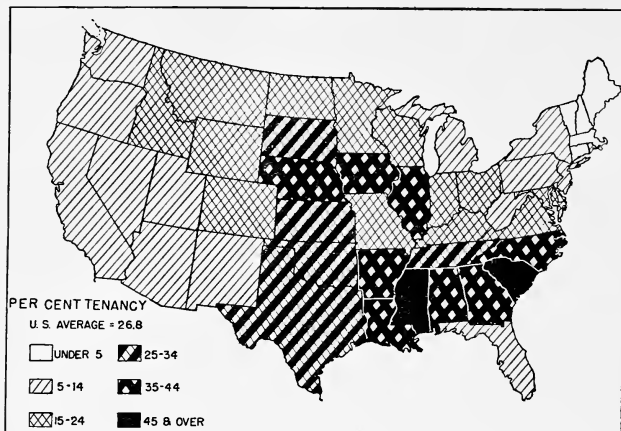 PER CENT TENANCY
U.S. AVERAGE = 26.8
UNDER 5
25-34
5-14
35-44
15-24
45 & OVER